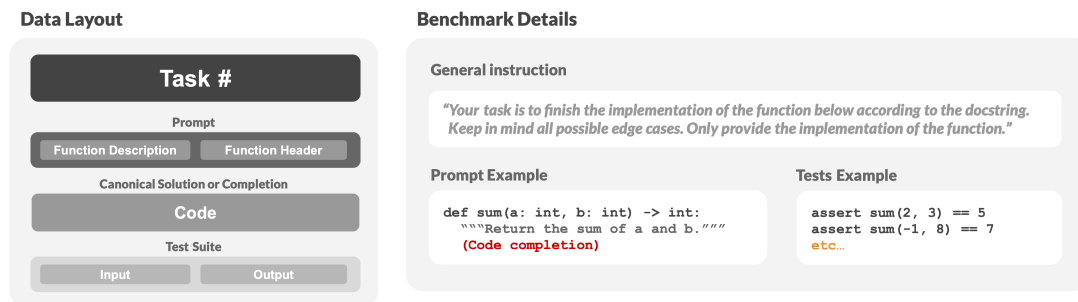 Data Layout
Task #
Prompt
Function Description
Function Header
Canonical Solution or Completion
Code
Test Suite
Input
Output
Benchmark Details
General instruction
“Your task is to finish the implementation of the function below according to the docstring.
Keep in mind all possible edge cases. Only provide the implementation of the function.”
Prompt Example
def sum(a: int, b: int) -> int:
“““Return the sum of a and b.”””
(Code completion)
Tests Example
assert sum(2, 3) == 5
assert sum(-1, 8) == 7
etc…